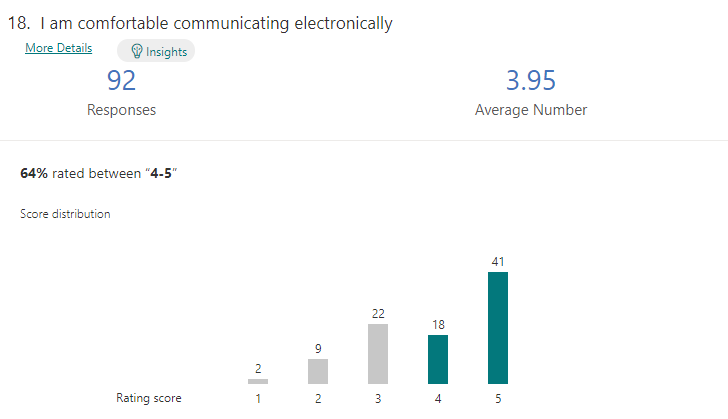 18. I am comfortable communicating electronically
More Details Insights
92 3.95
Responses Average Number
64% rated between "4-5"
Score distribution
41
22
18
9
2
Rating score 1 2 3 4 5